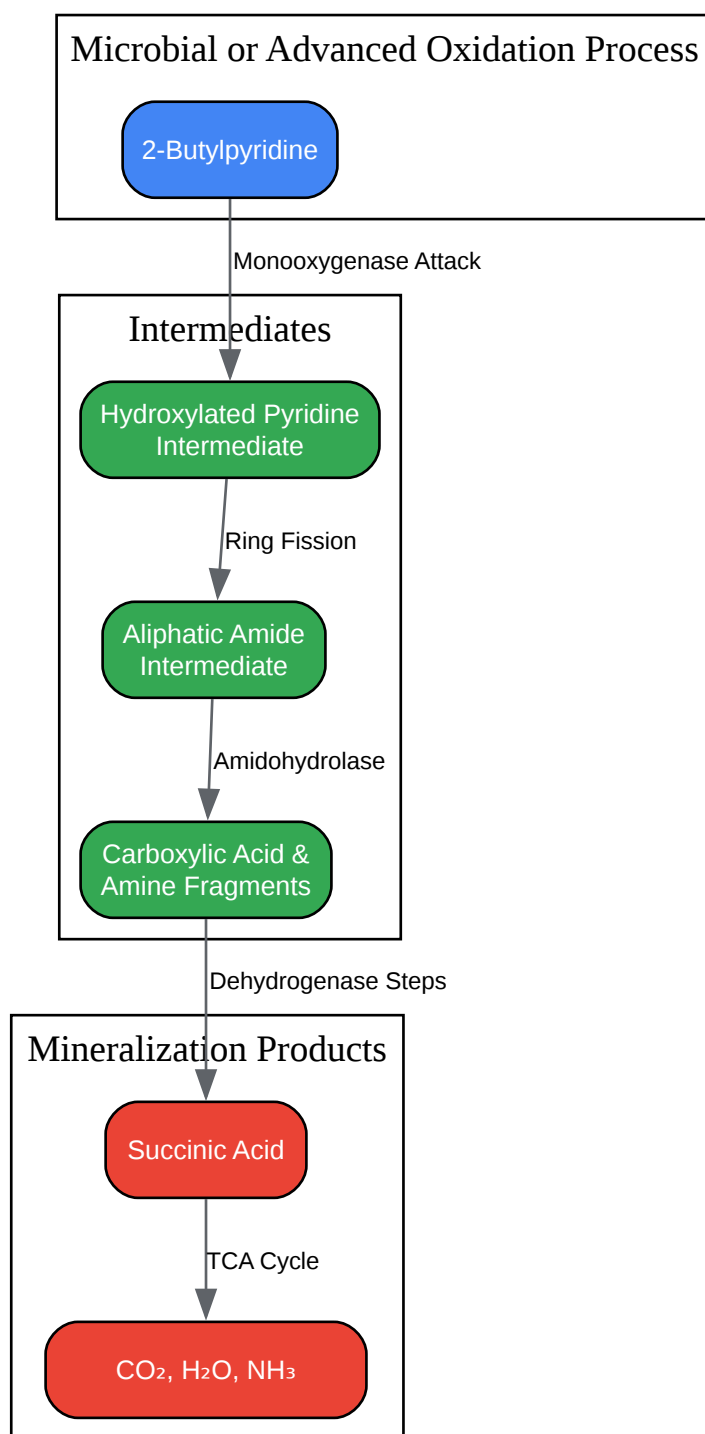 Microbial or Advanced Oxidation Process
2-Butylpyridine
Monooxygenase Attack
Intermediates
Hydroxylated Pyridine
Intermediate
Ring Fission
Aliphatic Amide
Intermediate
Amidohydrolase
Carboxylic Acid &
Amine Fragments
Dehydrogenase Steps
Mineralization Products
Succinic Acid
TCA Cycle
CO₂, H₂O, NH₃